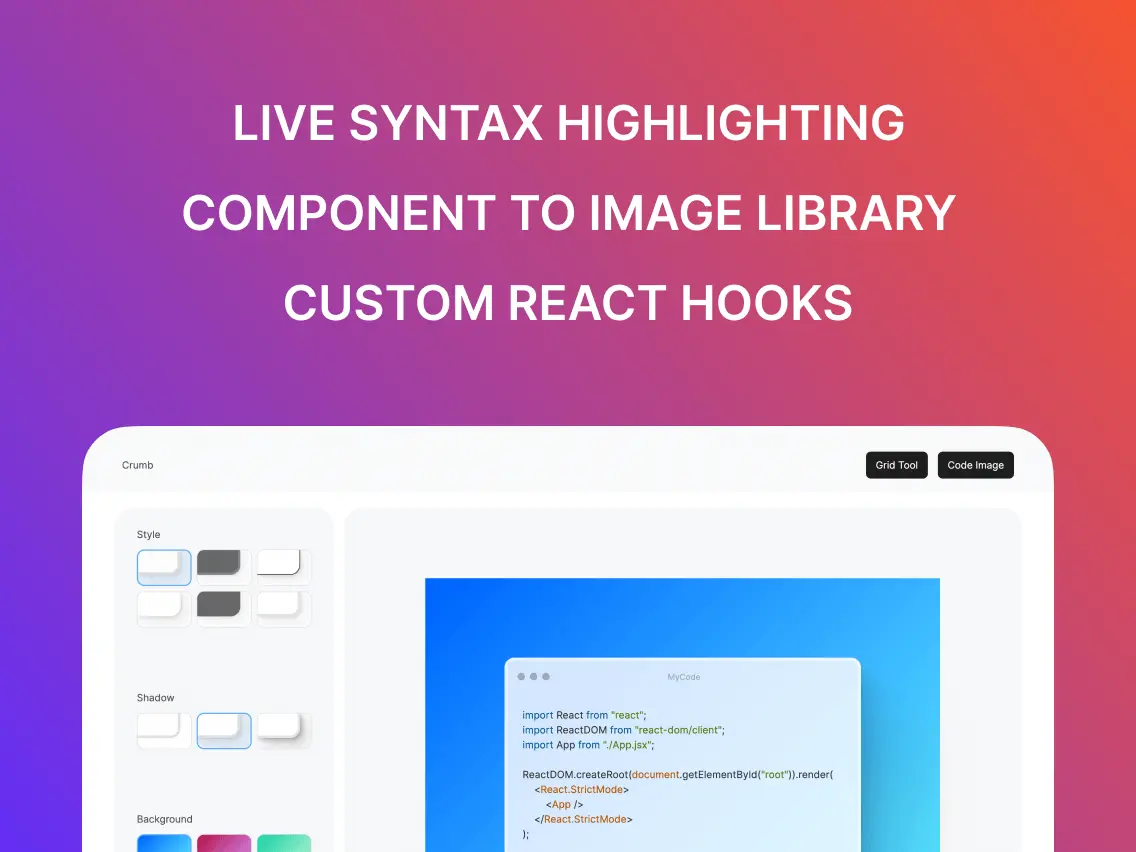 LIVE SYNTAX HIGHLIGHTING
COMPONENT TO IMAGE LIBRARY
CUSTOM REACT HOOKS
Crumb
Grid Tool
Code Image
Style
Shadow
Background
MyCode
import React from "react";
import ReactDOM from "react-dom/client";
import App from "./App.jsx";
ReactDOM.createRoot(document.getElementById("root")).render(
<React.StrictMode>
<App />
</React.StrictMode>
);